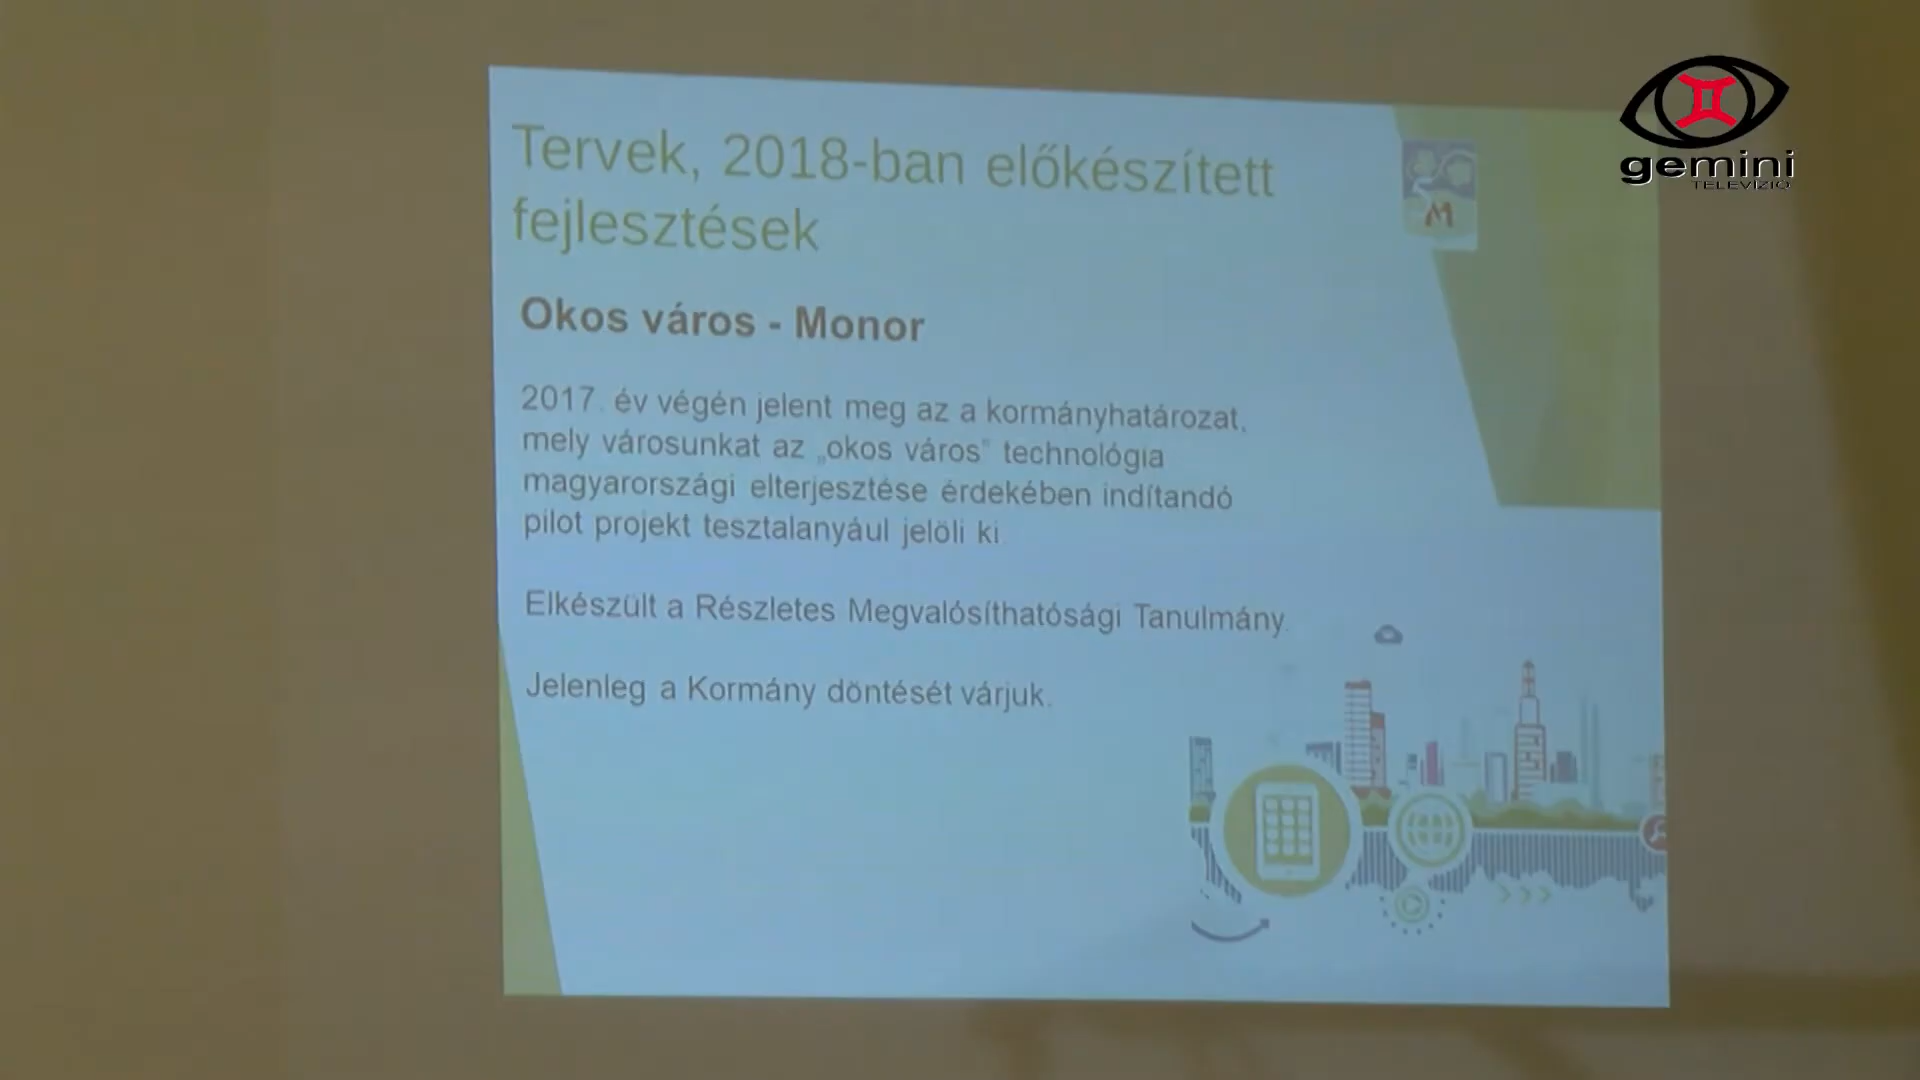 Tervek, 2018-ban előkészített
fejlesztések
Okos város - Monor
2017. év végén jelent meg az a kormányhatározat,
mely városunkat az „okos város” technológia
magyarországi elterjesztése érdekében indítandó
pilot projekt tesztalanyául jelöli ki.
Elkészült a Részletes Megvalósíthatósági Tanulmány.
Jelenleg a Kormány döntését várjuk.
M
gemini
TELEVÍZIÓ